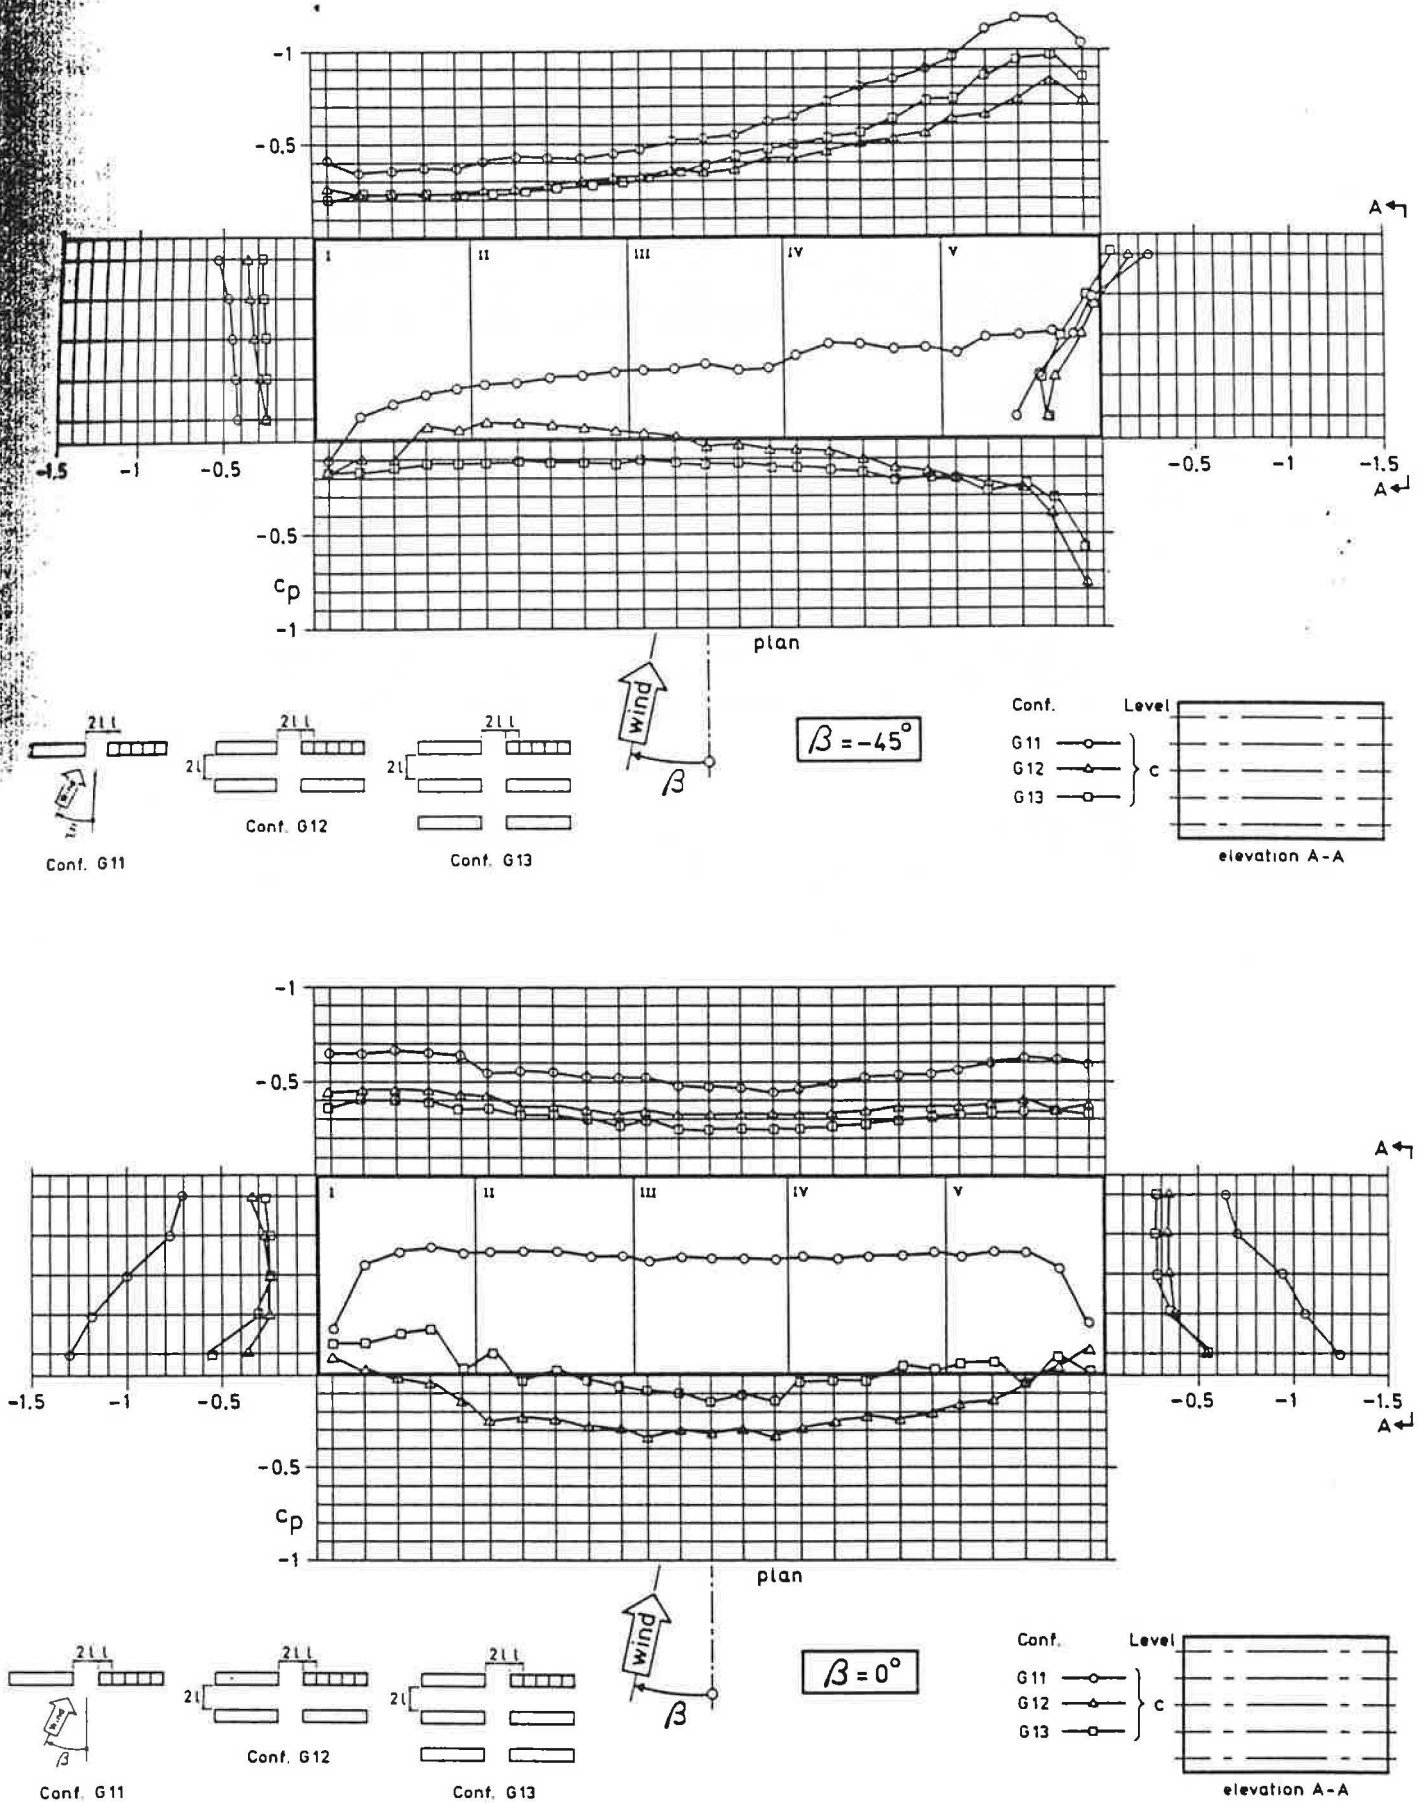 -1
-0.5
A
I II III IV V
-1.5 -1 -0.5
-0.5 -1 -1.5
A
-0.5
cp
-1
plan
wind
β
β = -45°
Conf. Level
G11
G12 c
G13
elevation A-A
2l l
wind
Conf. G11
2l l
2l
Conf. G12
2l l
2l
Conf. G13
-1
-0.5
A
I II III IV V
-1.5 -1 -0.5
-0.5 -1 -1.5
A
-0.5
cp
-1
plan
wind
β
β = 0°
Conf. Level
G11
G12 c
G13
elevation A-A
2l l
wind
β
Conf. G11
2l l
2l
Conf. G12
2l l
2l
Conf. G13